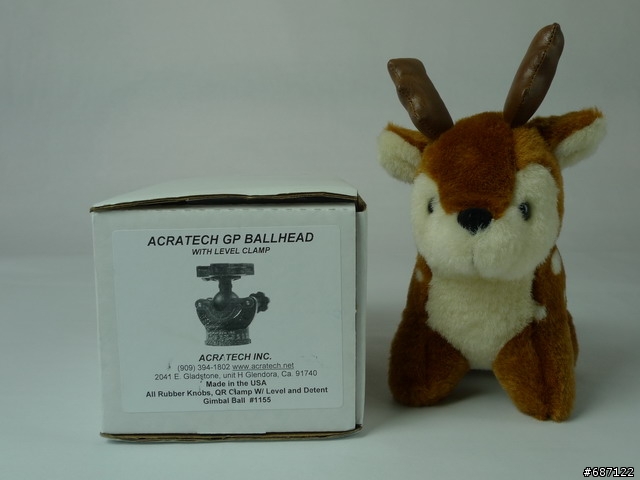 ACRATECH GP BALLHEAD
WITH LEVEL CLAMP
ACRATECH INC.
(909) 394-1802 www.acratech.net
2041 E. Gladstone, unit H Glendora, Ca. 91740
Made in the USA
All Rubber Knobs, QR Clamp W/ Level and Detent
Gimbal Ball #1155
#687122